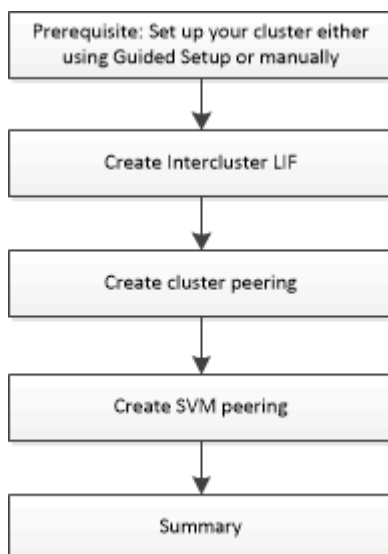 Prerequisite: Set up your cluster either
using Guided Setup or manually
Create Intercluster LIF
Create cluster peering
Create SVM peering
Summary